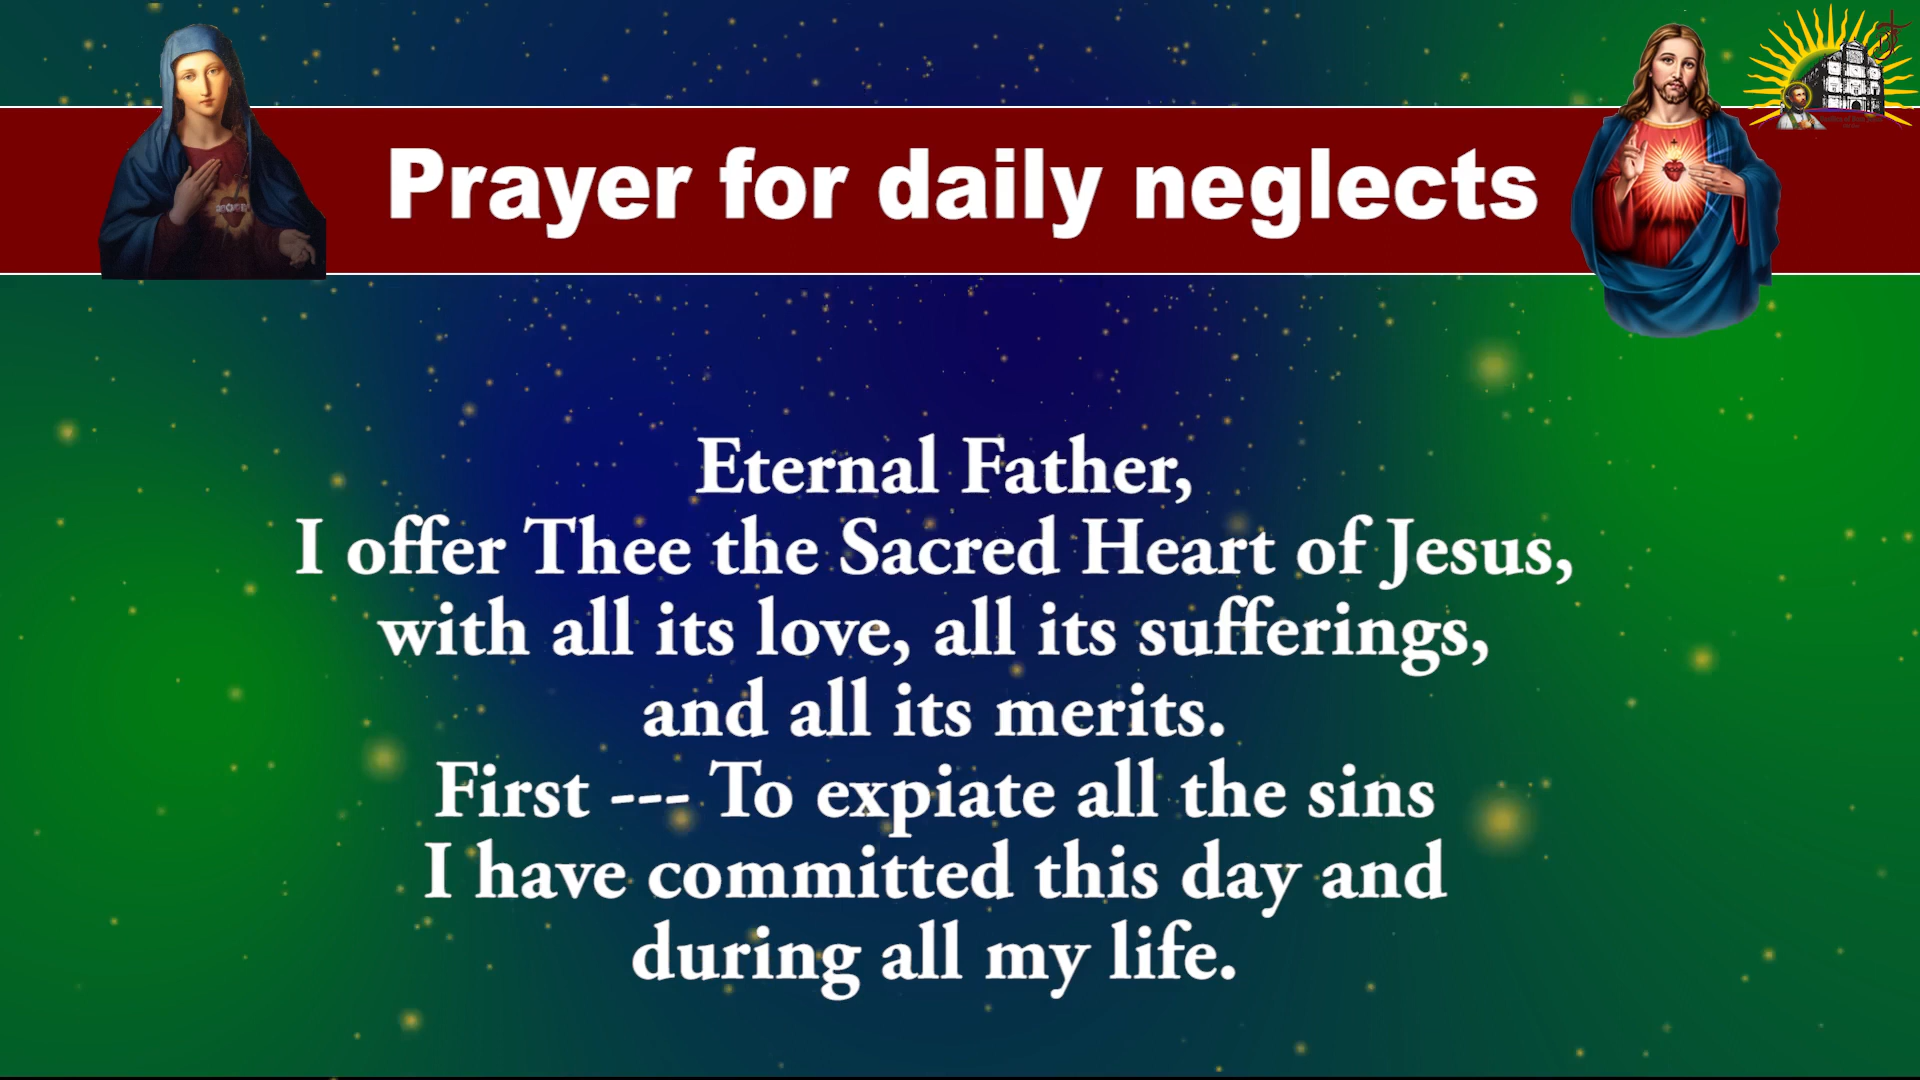 Prayer for daily neglects
Eternal Father,
I offer Thee the Sacred Heart of Jesus,
with all its love, all its sufferings,
and all its merits.
First --- To expiate all the sins
I have committed this day and
during all my life.